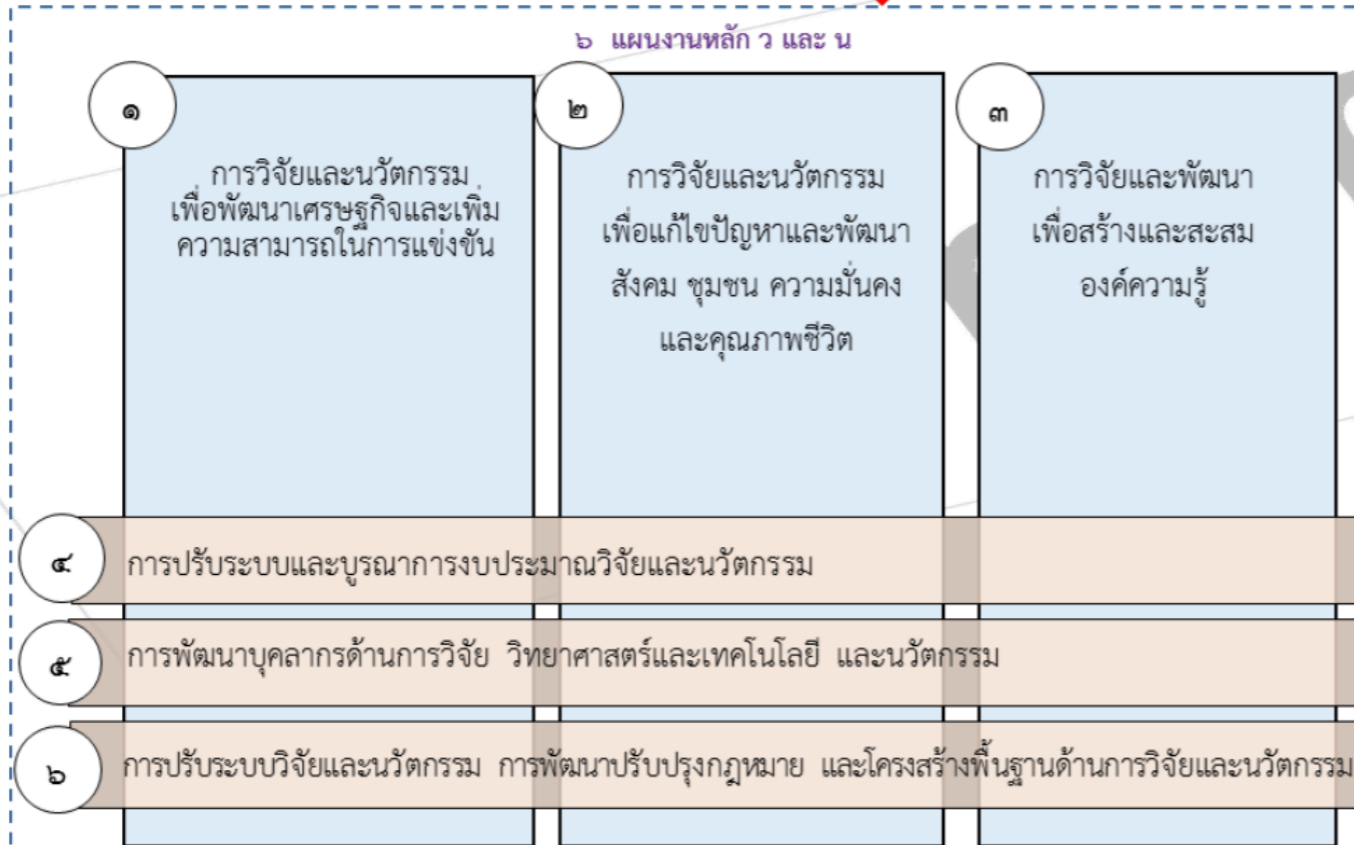 ๖ แผนงานหลัก ว และ น
๑
การวิจัยและนวัตกรรม
เพื่อพัฒนาเศรษฐกิจและเพิ่ม
ความสามารถในการแข่งขัน
๒
การวิจัยและนวัตกรรม
เพื่อแก้ไขปัญหาและพัฒนา
สังคม ชุมชน ความมั่นคง
และคุณภาพชีวิต
๓
การวิจัยและพัฒนา
เพื่อสร้างและสะสม
องค์ความรู้
๔
การปรับระบบและบูรณาการงบประมาณวิจัยและนวัตกรรม
๕
การพัฒนาบุคลากรด้านการวิจัย วิทยาศาสตร์และเทคโนโลยี และนวัตกรรม
๖
การปรับระบบวิจัยและนวัตกรรม การพัฒนาปรับปรุงกฎหมาย และโครงสร้างพื้นฐานด้านการวิจัยและนวัตกรรม